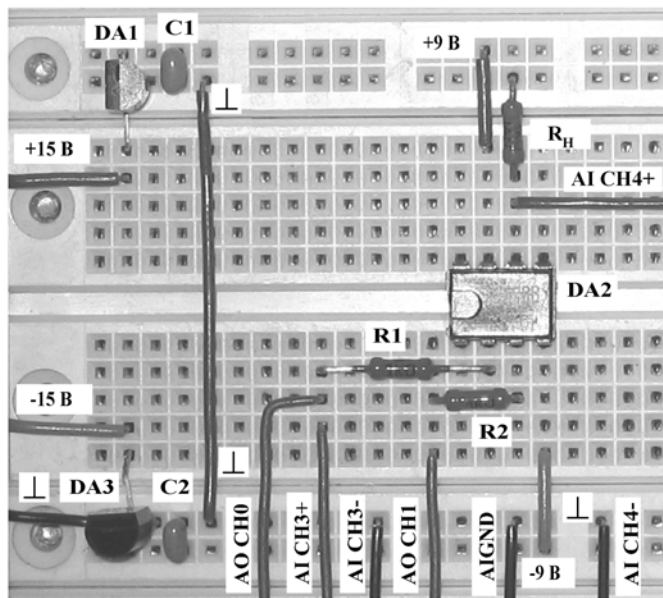 DA1
C1
+9 В
⊥
+15 В
R_H
AI CH4+
DA2
R1
-15 В
R2
⊥
⊥
DA3
C2
AO CH0
AI CH3+
AI CH3-
AO CH1
AIGND
-9 В
⊥
AI CH4-